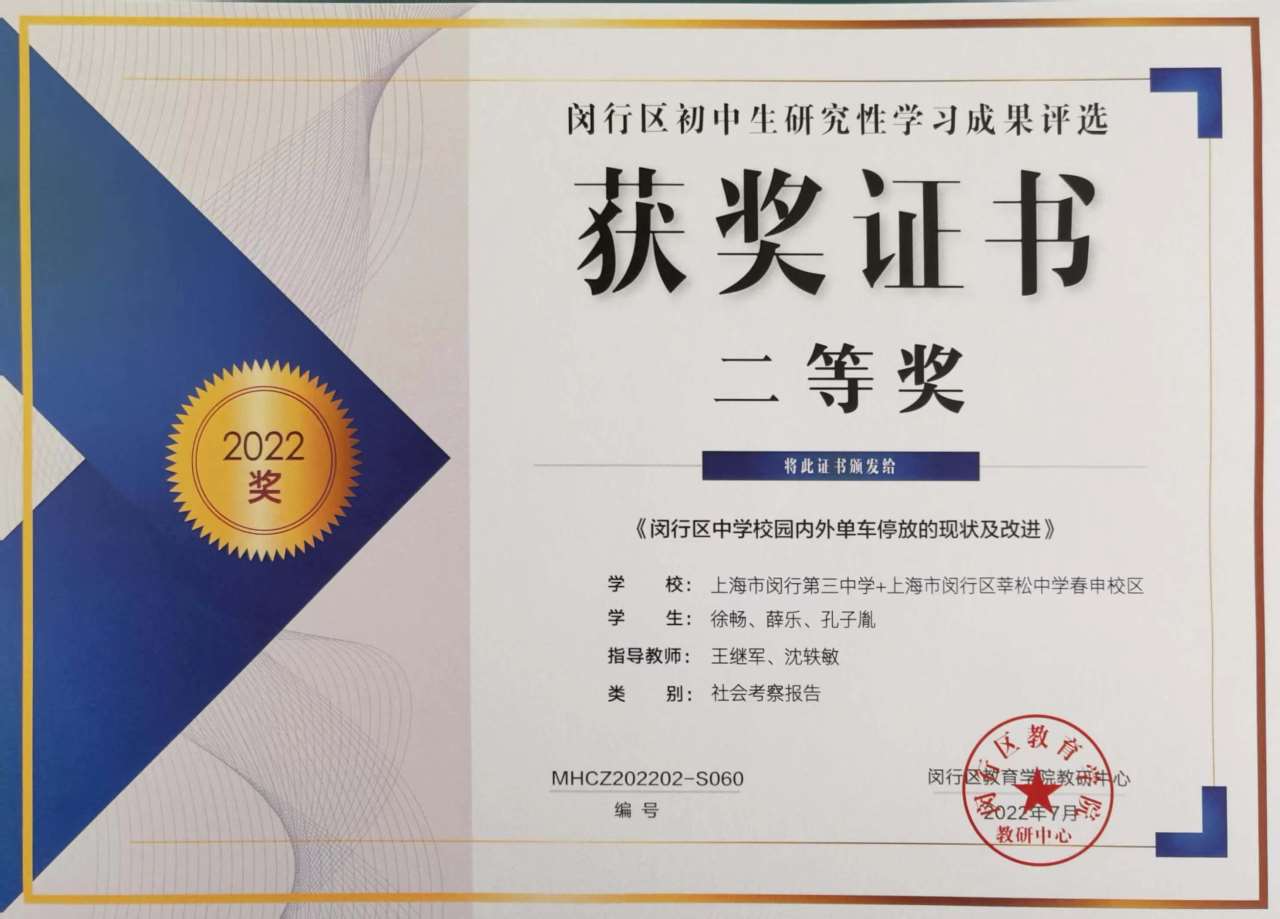 闵行区初中生研究性学习成果评选
获奖证书
二等奖
2022
奖
将此证书颁发给
《闵行区中学校园内外单车停放的现状及改进》
学 校： 上海市闵行第三中学+上海市闵行区莘松中学春申校区
学 生： 徐畅、薛乐、孔子胤
指导教师： 王继军、沈轶敏
类 别： 社会考察报告
MHCZ202202-S060
编 号
闵行区教育学院教研中心
2022年7月
闵行区教育学院
教研中心